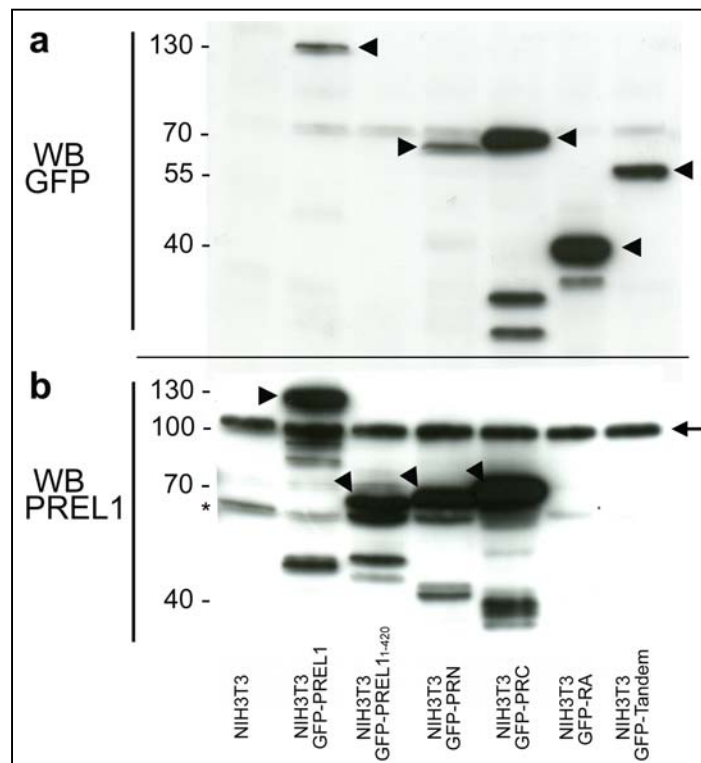 a
130 -
70 -
WB
GFP
55 -
40 -
b
130 -
100 -
WB
PREL1
70 -
*
40 -
NIH3T3
NIH3T3
GFP-PREL1
NIH3T3
GFP-PREL1₁₋₄₂₀
NIH3T3
GFP-PRN
NIH3T3
GFP-PRC
NIH3T3
GFP-RA
NIH3T3
GFP-Tandem